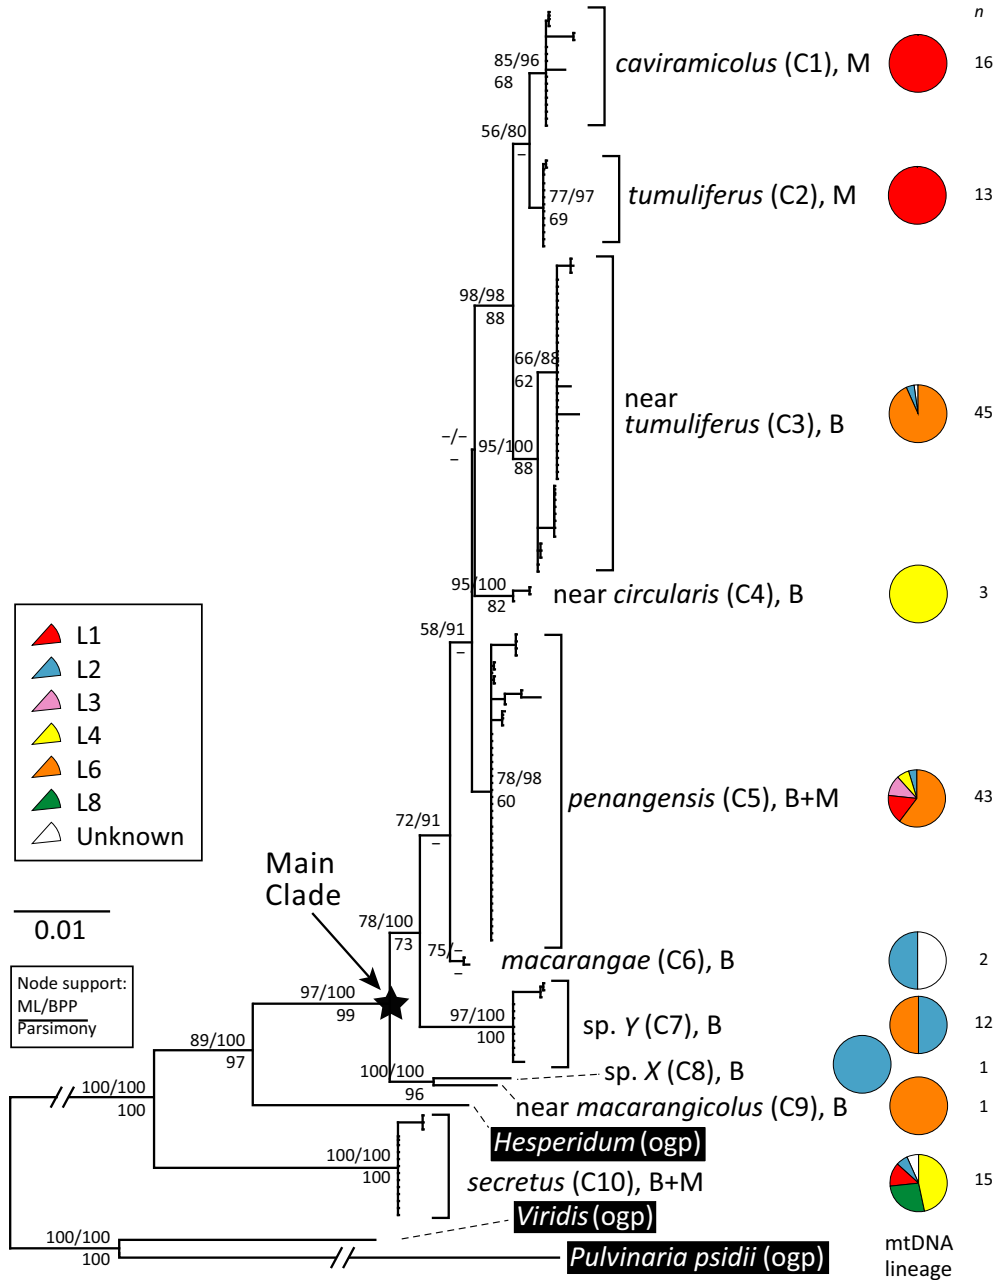 n
85/96
68
caviramicolus (C1), M
16
56/80
–
77/97
69
tumuliferus (C2), M
13
98/98
88
66/88
62
near
tumuliferus (C3), B
45
–/–
–
95/100
88
95/100
82
near circularis (C4), B
3
L1
L2
L3
L4
L6
L8
Unknown
58/91
–
78/98
60
penangensis (C5), B+M
43
72/91
–
Main
Clade
0.01
78/100
73
75/–
–
macarangae (C6), B
2
Node support:
ML/BPP
Parsimony
97/100
99
97/100
100
sp. Y (C7), B
12
89/100
97
100/100
96
sp. X (C8), B
1
near macarangicolus (C9), B
1
100/100
100
Hesperidum (ogp)
100/100
100
secretus (C10), B+M
15
Viridis (ogp)
100/100
100
Pulvinaria psidii (ogp)
mtDNA
lineage